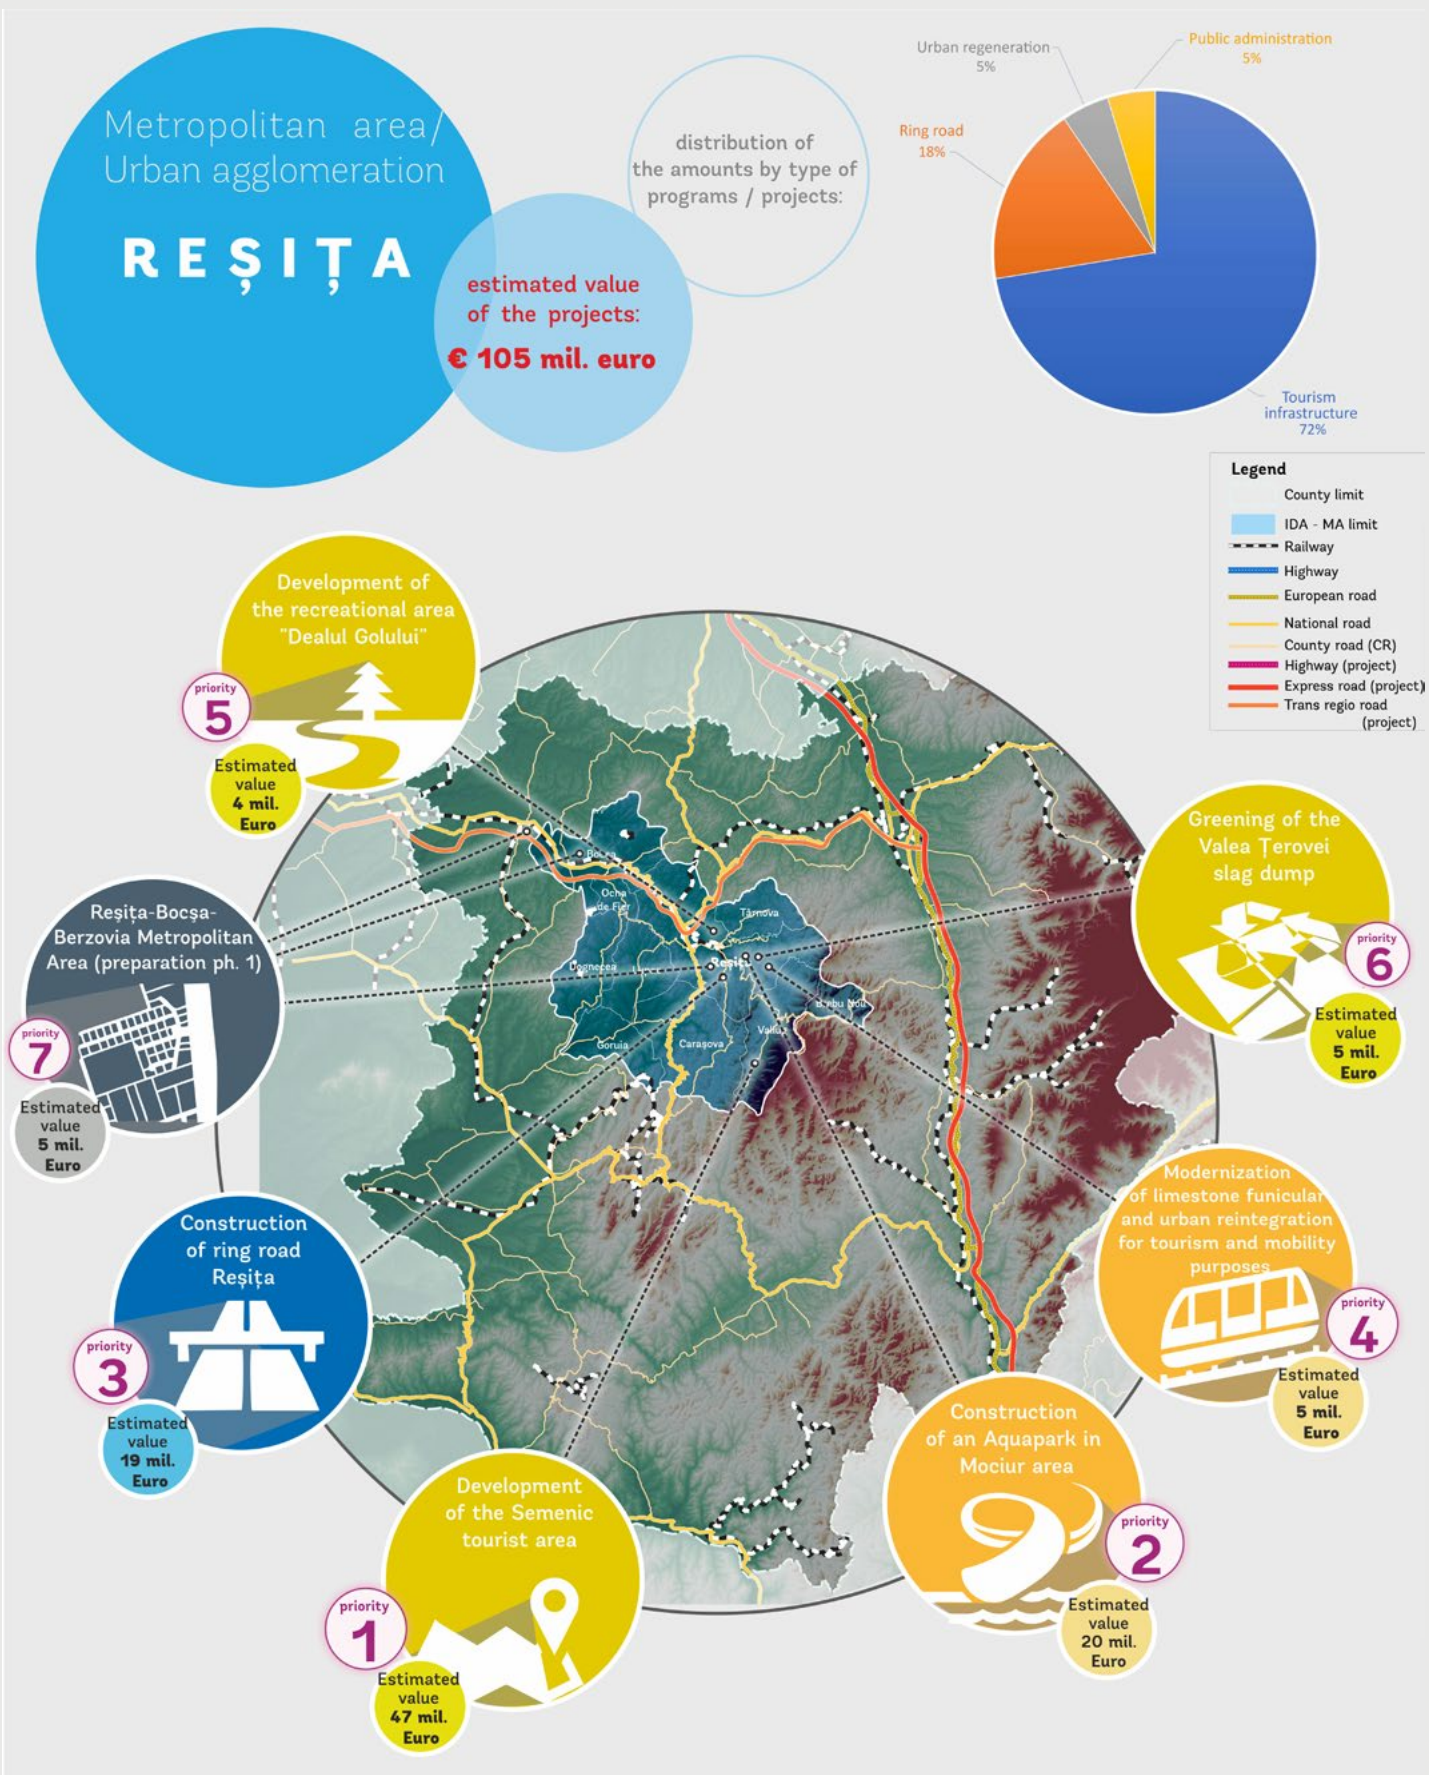 Metropolitan area/
Urban agglomeration
REȘIȚA
estimated value
of the projects:
€ 105 mil. euro
distribution of
the amounts by type of
programs / projects:
Urban regeneration
5%
Public administration
5%
Ring road
18%
Tourism
infrastructure
72%
Legend
County limit
IDA - MA limit
Railway
Highway
European road
National road
County road (CR)
Highway (project)
Express road (project)
Trans regio road
(project)
Development of
the recreational area
"Dealul Golului"
priority
5
Estimated
value
4 mil.
Euro
Greening of the
Valea Țerovei
slag dump
priority
6
Estimated
value
5 mil.
Euro
Reșița-Bocșa-
Berzovia Metropolitan
Area (preparation ph. 1)
priority
7
Estimated
value
5 mil.
Euro
Bocșa
Ocna
de Fier
Târnova
Dognecea
Reșița
Goruia
Carașova
Modernization
of limestone funicular
and urban reintegration
for tourism and mobility
purposes
priority
4
Estimated
value
5 mil.
Euro
Construction
of ring road
Reșița
priority
3
Estimated
value
19 mil.
Euro
Construction
of an Aquapark in
Mociur area
priority
2
Estimated
value
20 mil.
Euro
Development
of the Semenic
tourist area
priority
1
Estimated
value
47 mil.
Euro